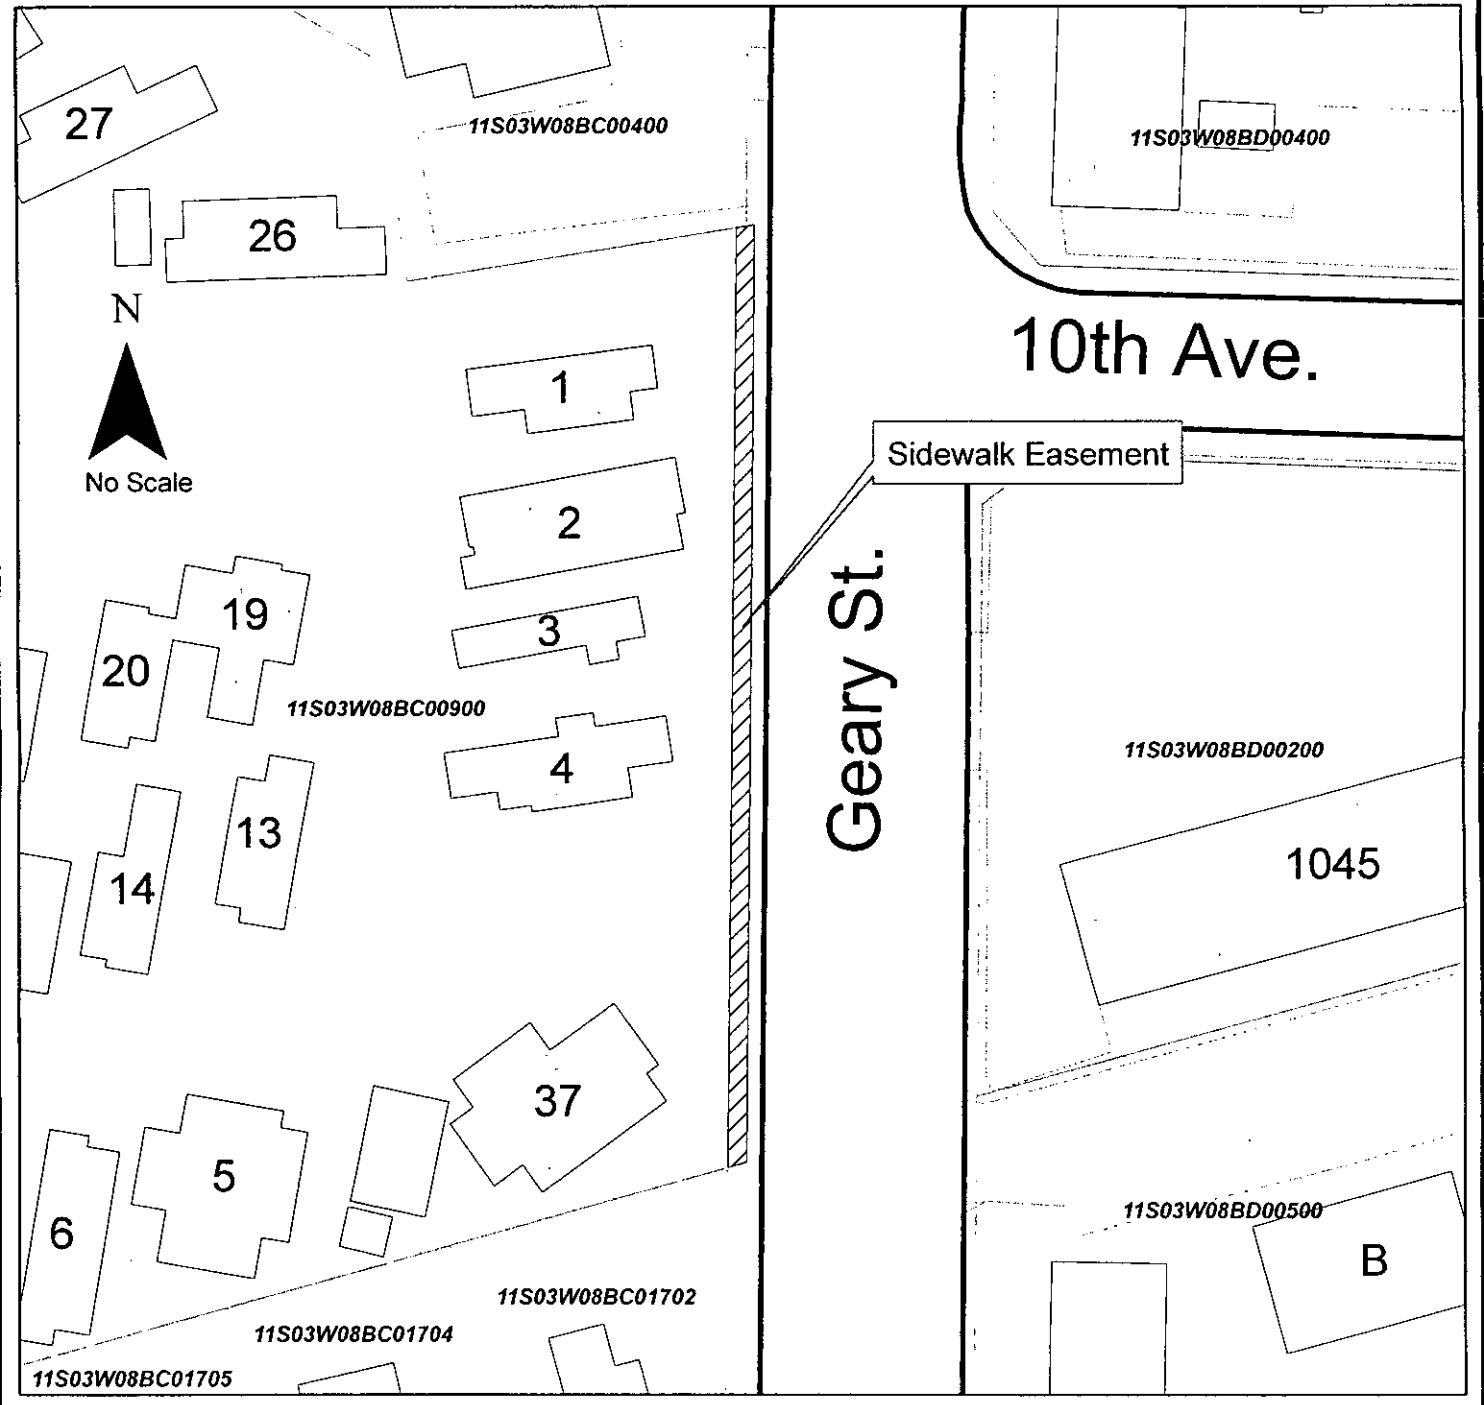 27
11S03W08BC00400
11S03W08BD00400
26
N
No Scale
10th Ave.
1
Sidewalk Easement
2
Geary St.
19
3
20
11S03W08BC00900
4
11S03W08BD00200
13
14
1045
37
5
6
11S03W08BD00500
B
11S03W08BC01702
11S03W08BC01704
11S03W08BC01705